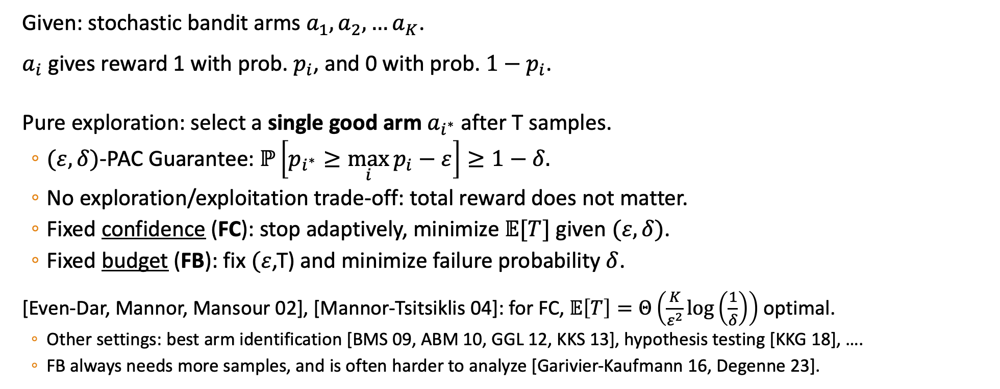 Given: stochastic bandit arms $a_1, a_2, \ldots a_K$.
$a_i$ gives reward 1 with prob. $p_i$, and 0 with prob. $1 - p_i$.
Pure exploration: select a **single good arm** $a_{i^*}$ after T samples.
◦ $(\varepsilon, \delta)$-PAC Guarantee: $\mathbb{P}\left[p_{i^*} \geq \max_i p_i - \varepsilon\right] \geq 1 - \delta$.
◦ No exploration/exploitation trade-off: total reward does not matter.
◦ Fixed <u>confidence</u> (**FC**): stop adaptively, minimize $\mathbb{E}[T]$ given $(\varepsilon, \delta)$.
◦ Fixed <u>budget</u> (**FB**): fix $(\varepsilon$,T) and minimize failure probability $\delta$.
[Even-Dar, Mannor, Mansour 02], [Mannor-Tsitsiklis 04]: for FC, $\mathbb{E}[T] = \Theta\left(\frac{K}{\varepsilon^2} \log\left(\frac{1}{\delta}\right)\right)$ optimal.
◦ Other settings: best arm identification [BMS 09, ABM 10, GGL 12, KKS 13], hypothesis testing [KKG 18], ....
◦ FB always needs more samples, and is often harder to analyze [Garivier-Kaufmann 16, Degenne 23].